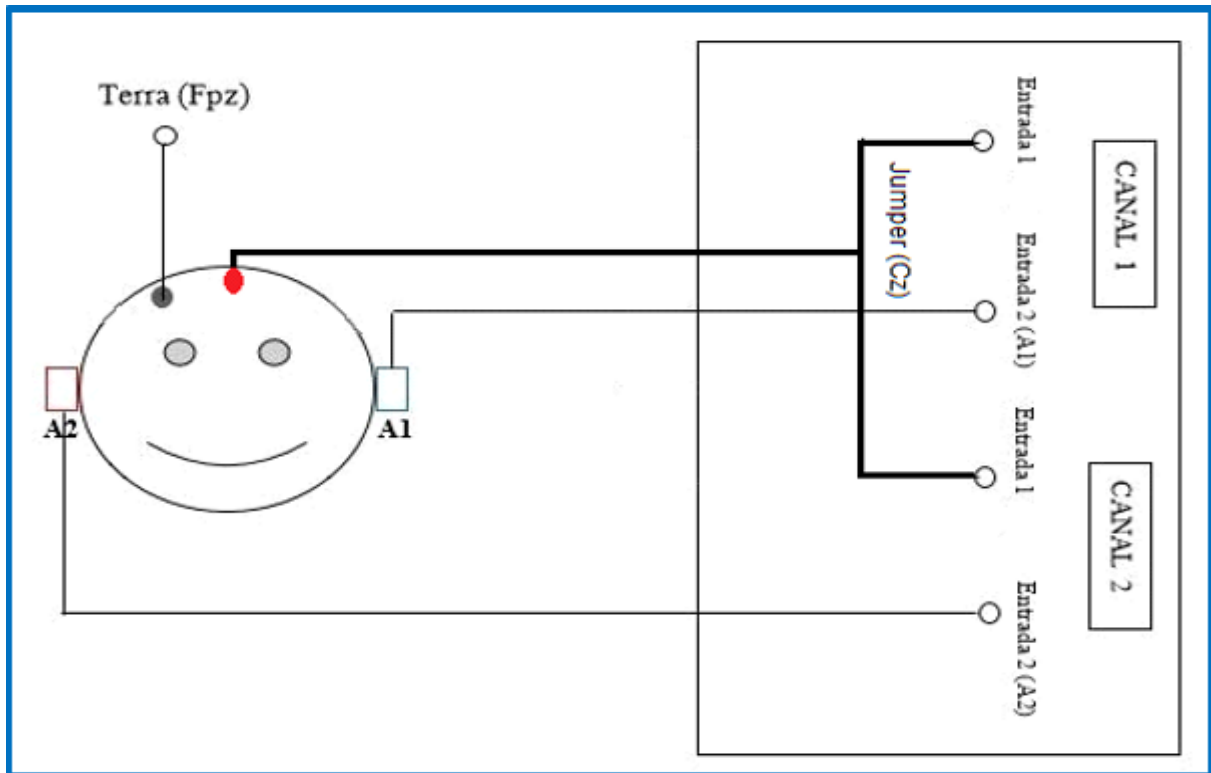 Terra (Fpz)
A2
A1
Jumper (Cz)
Entrada 1
Entrada 2 (A1)
CANAL 1
Entrada 1
Entrada 2 (A2)
CANAL 2